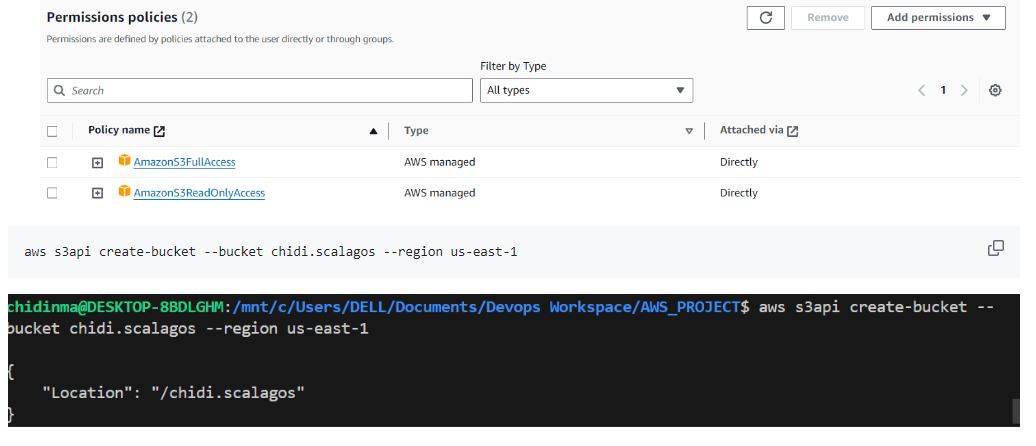 Permissions policies (2)
Remove
Add permissions
Permissions are defined by policies attached to the user directly or through groups.
Filter by Type
Search
All types
1
Policy name
Type
Attached via
AmazonS3FullAccess
AWS managed
Directly
AmazonS3ReadOnlyAccess
AWS managed
Directly
aws s3api create-bucket --bucket chidi.scalagos --region us-east-1
chidinma@DESKTOP-8BDLGHM:/mnt/c/Users/DELL/Documents/Devops Workspace/AWS_PROJECT$ aws s3api create-bucket --
bucket chidi.scalagos --region us-east-1
{
"Location": "/chidi.scalagos"
}